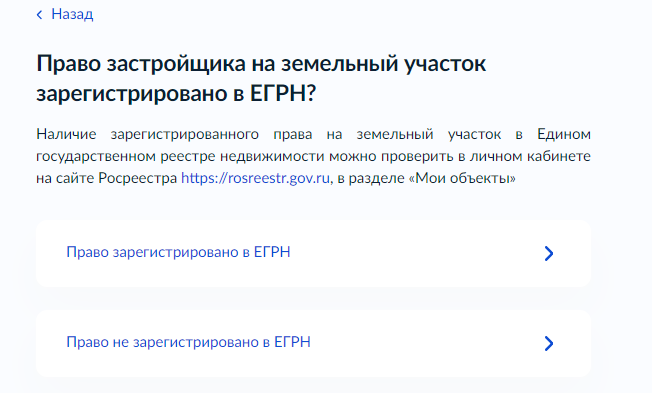 Назад
Право застройщика на земельный участок
зарегистрировано в ЕГРН?
Наличие зарегистрированного права на земельный участок в Едином
государственном реестре недвижимости можно проверить в личном кабинете
на сайте Росреестра https://rosreestr.gov.ru, в разделе «Мои объекты»
Право зарегистрировано в ЕГРН
Право не зарегистрировано в ЕГРН